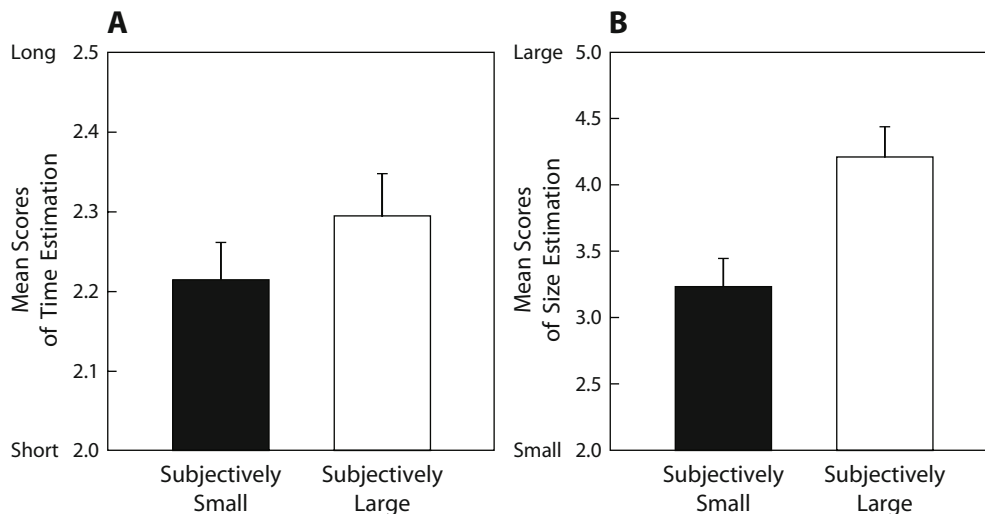 A
Long
2.5
2.4
2.3
2.2
2.1
Short 2.0
Mean Scores
of Time Estimation
Subjectively
Small
Subjectively
Large
B
Large
5.0
4.5
4.0
3.5
3.0
3.5
Small 2.0
Mean Scores
of Size Estimation
Subjectively
Small
Subjectively
Large